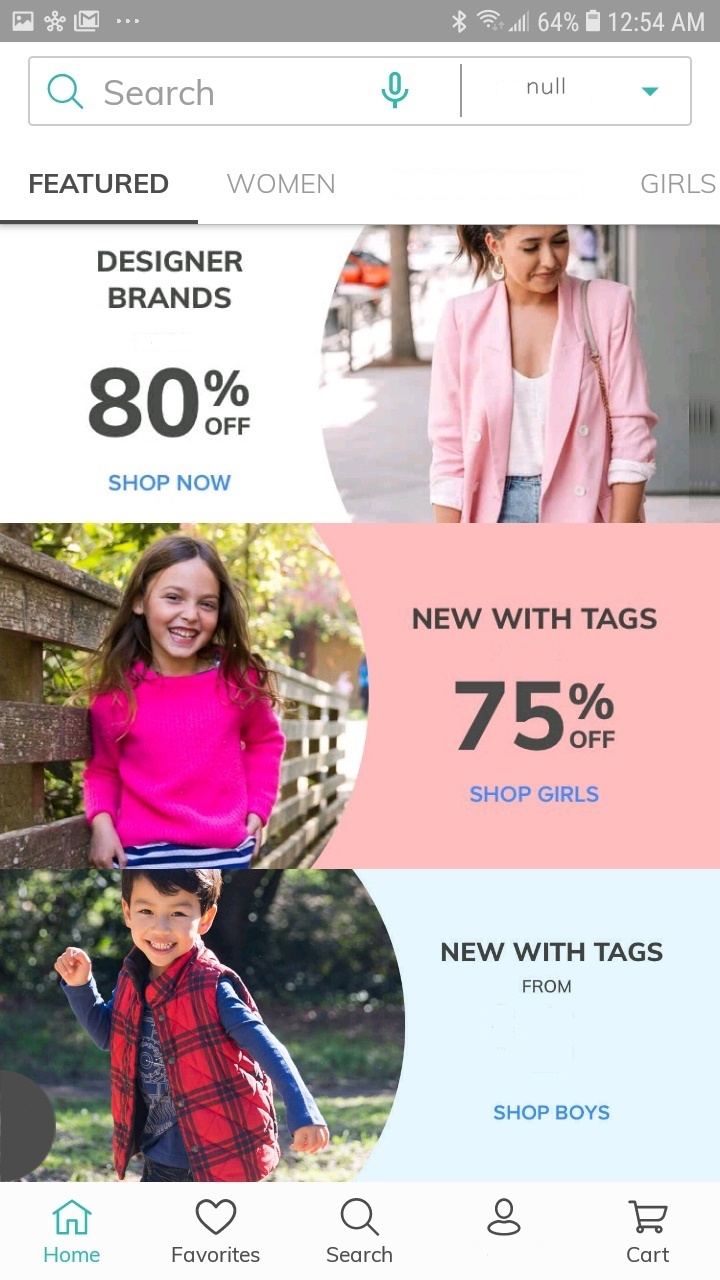 64% 12:54 AM
Search null
FEATURED WOMEN GIRLS
DESIGNER
BRANDS
80%
OFF
SHOP NOW
NEW WITH TAGS
75%
OFF
SHOP GIRLS
NEW WITH TAGS
FROM
SHOP BOYS
Home Favorites Search Cart